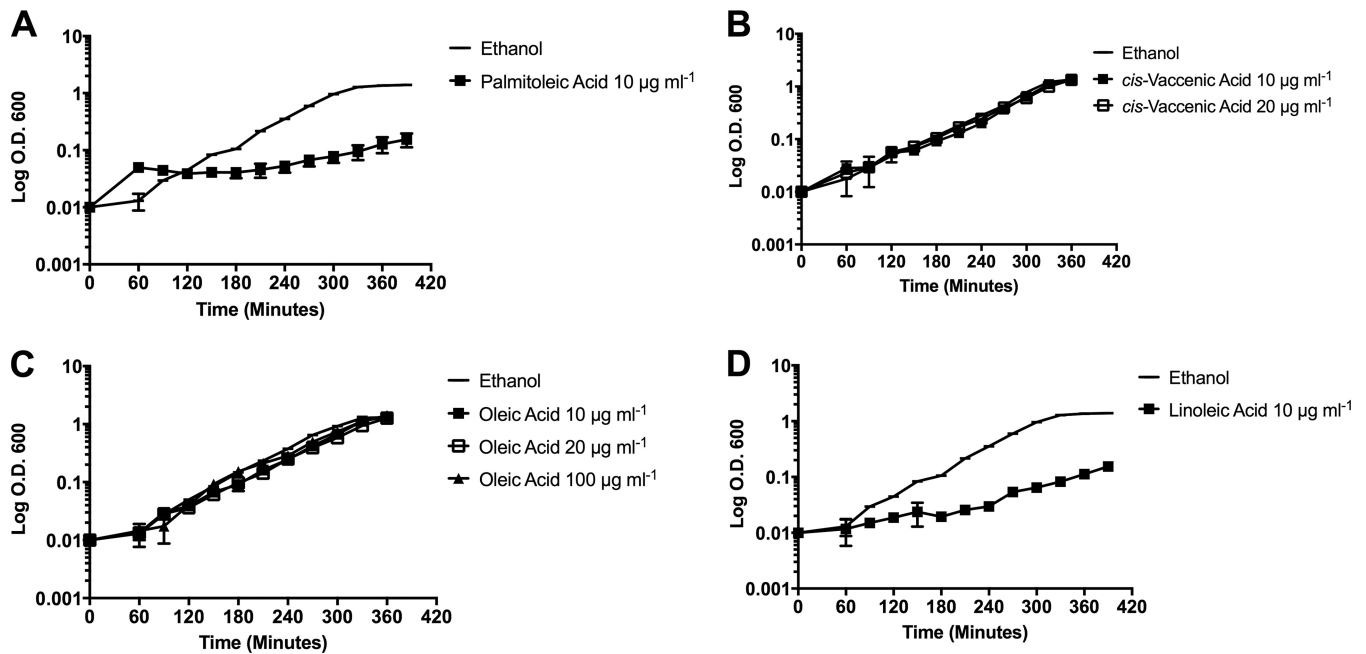 A
10
1
0.1
0.01
0.001
Log O.D. 600
0 60 120 180 240 300 360 420
Time (Minutes)
Ethanol
Palmitoleic Acid 10 µg ml-1
B
10
1
0.1
0.01
0.001
Log O.D. 600
0 60 120 180 240 300 360 420
Time (Minutes)
Ethanol
cis-Vaccenic Acid 10 µg ml-1
cis-Vaccenic Acid 20 µg ml-1
C
10
1
0.1
0.01
0.001
Log O.D. 600
0 60 120 180 240 300 360 420
Time (Minutes)
Ethanol
Oleic Acid 10 µg ml-1
Oleic Acid 20 µg ml-1
Oleic Acid 100 µg ml-1
D
10
1
0.1
0.01
0.001
Log O.D. 600
0 60 120 180 240 300 360 420
Time (Minutes)
Ethanol
Linoleic Acid 10 µg ml-1